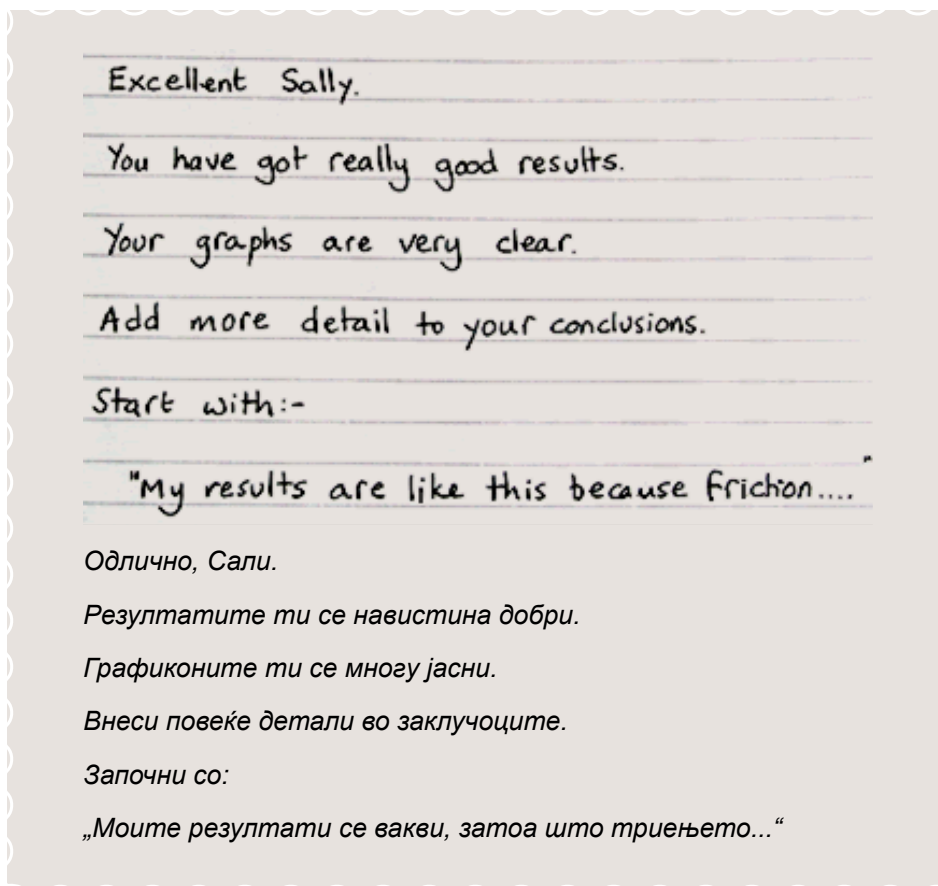 Excellent Sally.
You have got really good results.
Your graphs are very clear.
Add more detail to your conclusions.
Start with:-
"My results are like this because friction...."
Одлично, Сали.
Резултатите ти се навистина добри.
Графиконите ти се многу јасни.
Внеси повеќе детали во заклучоците.
Започни со:
„Моите резултати се вакви, затоа што триењето...“